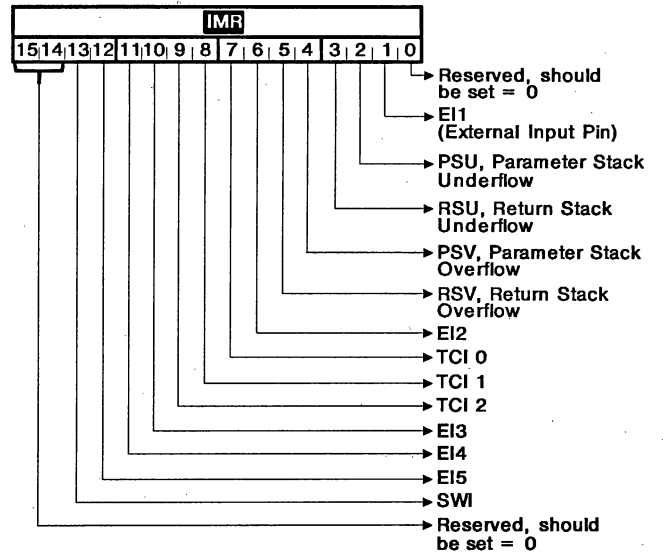 IMR
15 14 13 12 11 10 9 8 7 6 5 4 3 2 1 0
Reserved, should
be set = 0
EI1
(External Input Pin)
PSU, Parameter Stack
Underflow
RSU, Return Stack
Underflow
PSV, Parameter Stack
Overflow
RSV, Return Stack
Overflow
EI2
TCI 0
TCI 1
TCI 2
EI3
EI4
EI5
SWI
Reserved, should
be set = 0